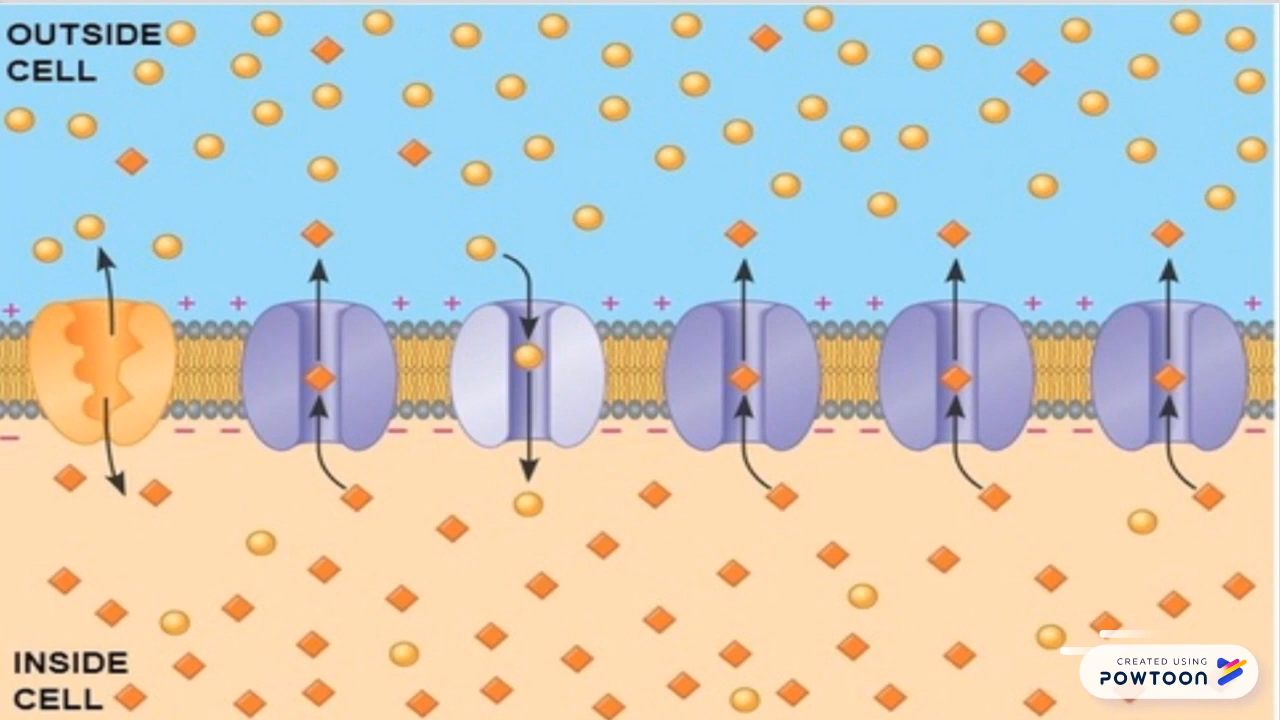 OUTSIDE
CELL
+ + + + + + + + + + + +
− − − − − − − − − − − −
INSIDE
CELL
CREATED USING
POWTOON